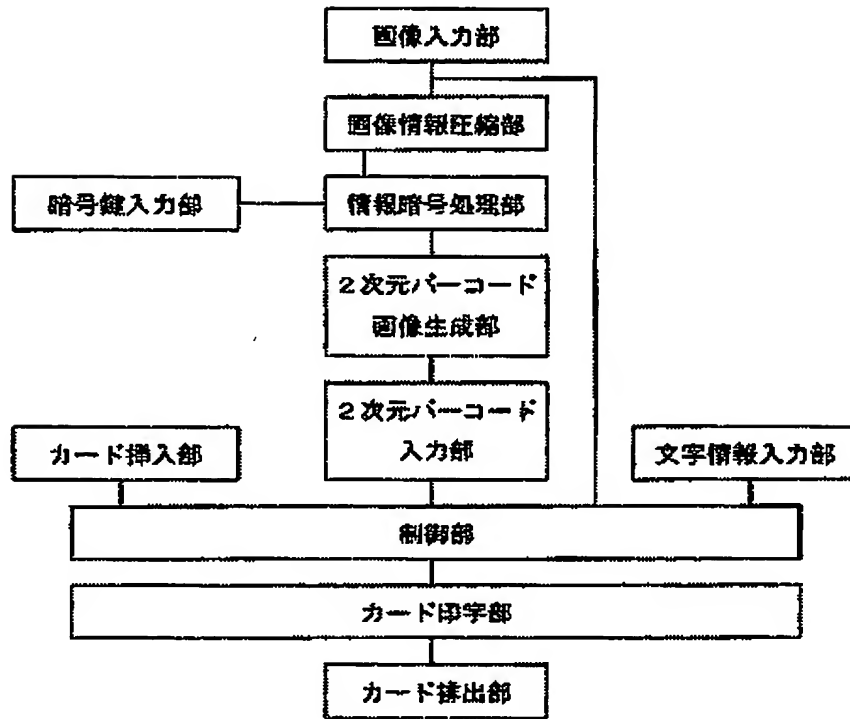 画像入力部
画像情報圧縮部
暗号鍵入力部
情報暗号処理部
2次元バーコード
画像生成部
2次元バーコード
入力部
カード挿入部
文字情報入力部
制御部
カード印字部
カード排出部